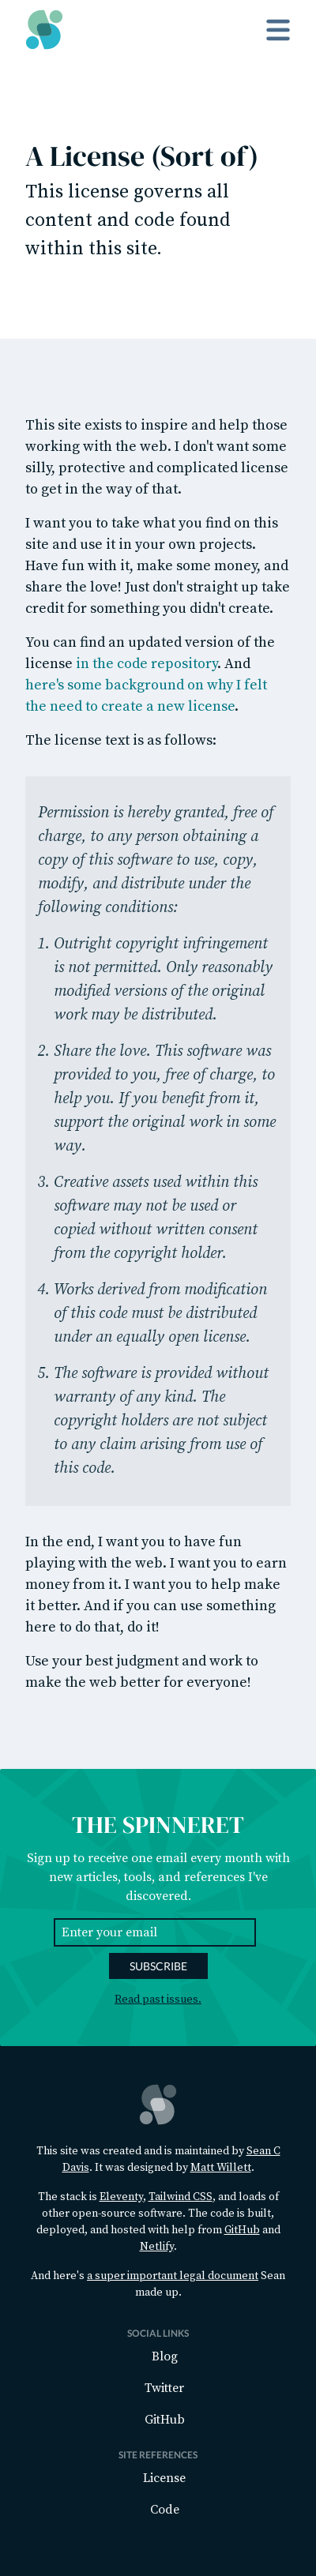 A License (Sort of)
This license governs all
content and code found
within this site.
This site exists to inspire and help those
working with the web. I don't want some
silly, protective and complicated license
to get in the way of that.
I want you to take what you find on this
site and use it in your own projects.
Have fun with it, make some money, and
share the love! Just don't straight up take
credit for something you didn't create.
You can find an updated version of the
license in the code repository. And
here's some background on why I felt
the need to create a new license.
The license text is as follows:
Permission is hereby granted, free of
charge, to any person obtaining a
copy of this software to use, copy,
modify, and distribute under the
following conditions:
1. Outright copyright infringement
is not permitted. Only reasonably
modified versions of the original
work may be distributed.
2. Share the love. This software was
provided to you, free of charge, to
help you. If you benefit from it,
support the original work in some
way.
3. Creative assets used within this
software may not be used or
copied without written consent
from the copyright holder.
4. Works derived from modification
of this code must be distributed
under an equally open license.
5. The software is provided without
warranty of any kind. The
copyright holders are not subject
to any claim arising from use of
this code.
In the end, I want you to have fun
playing with the web. I want you to earn
money from it. I want you to help make
it better. And if you can use something
here to do that, do it!
Use your best judgment and work to
make the web better for everyone!
THE SPINNERET
Sign up to receive one email every month with
new articles, tools, and references I've
discovered.
Enter your email
SUBSCRIBE
Read past issues.
This site was created and is maintained by Sean C
Davis. It was designed by Matt Willett.
The stack is Eleventy, Tailwind CSS, and loads of
other open-source software. The code is built,
deployed, and hosted with help from GitHub and
Netlify.
And here's a super important legal document Sean
made up.
SOCIAL LINKS
Blog
Twitter
GitHub
SITE REFERENCES
License
Code